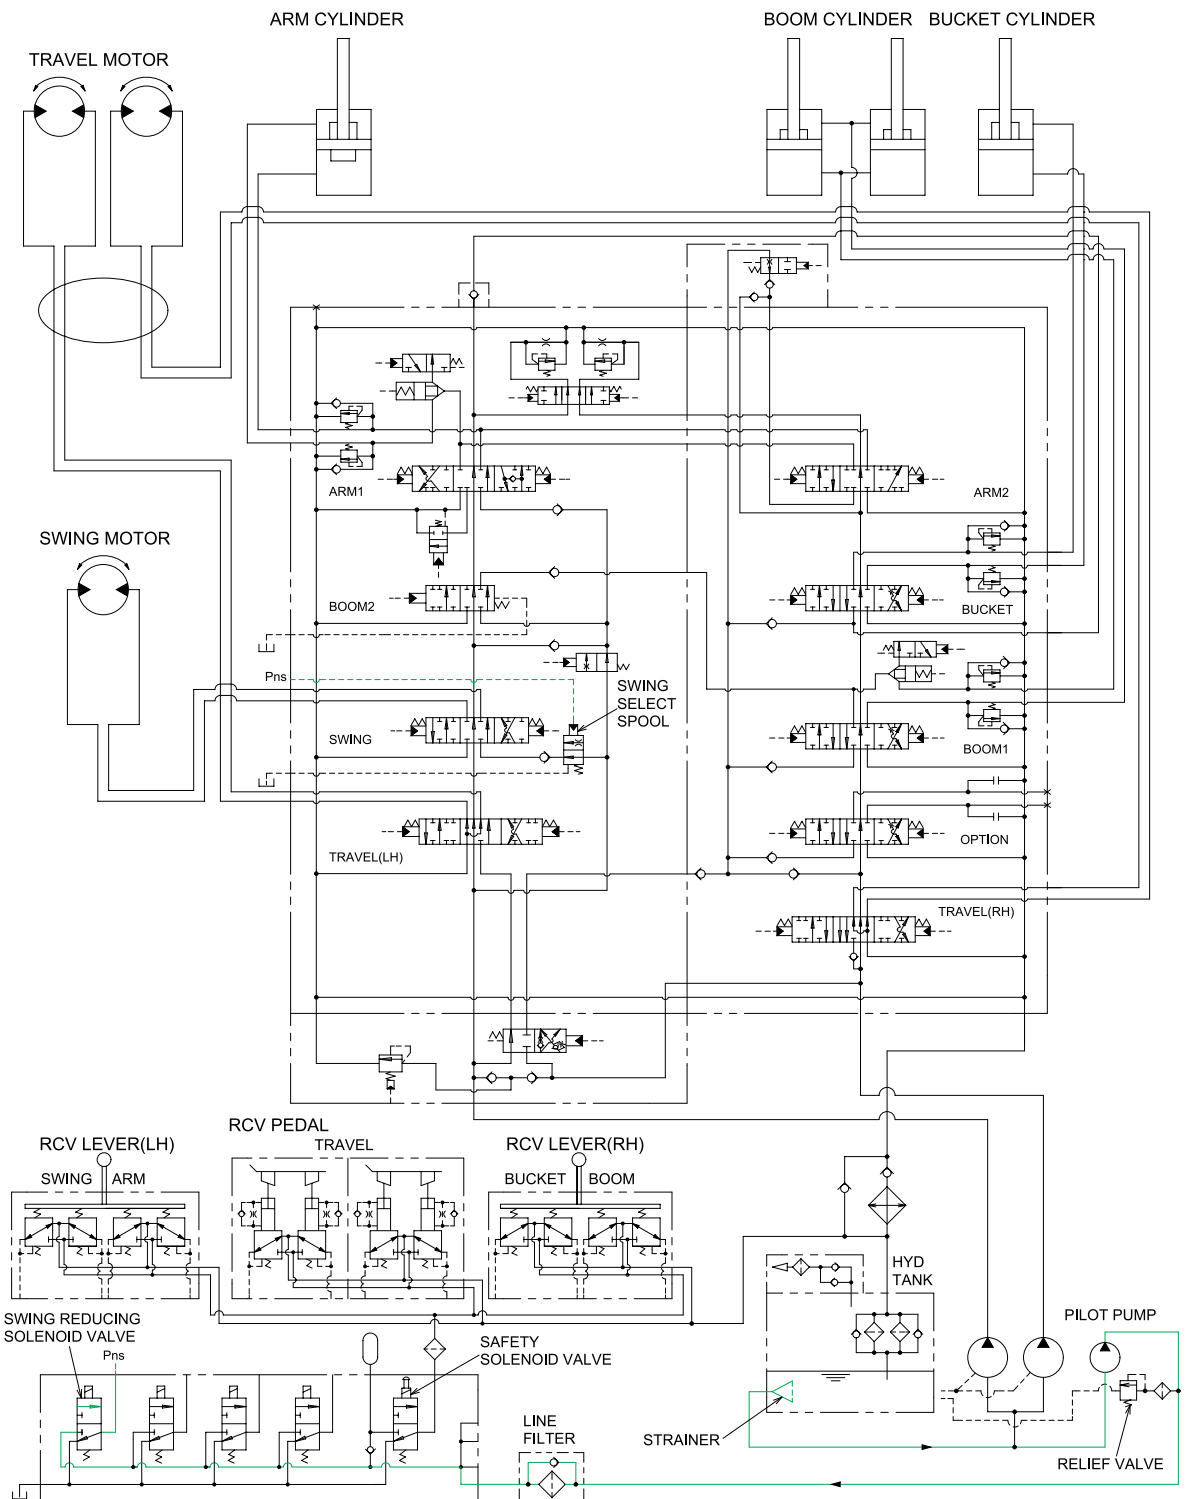 ARM CYLINDER
BOOM CYLINDER
BUCKET CYLINDER
TRAVEL MOTOR
ARM1
ARM2
SWING MOTOR
BOOM2
BUCKET
Pns
SWING
SELECT
SPOOL
SWING
BOOM1
OPTION
TRAVEL(LH)
TRAVEL(RH)
RCV LEVER(LH)
SWING
ARM
RCV PEDAL
TRAVEL
RCV LEVER(RH)
BUCKET
BOOM
HYD
TANK
SWING REDUCING
SOLENOID VALVE
Pns
SAFETY
SOLENOID VALVE
PILOT PUMP
LINE
FILTER
STRAINER
RELIEF VALVE